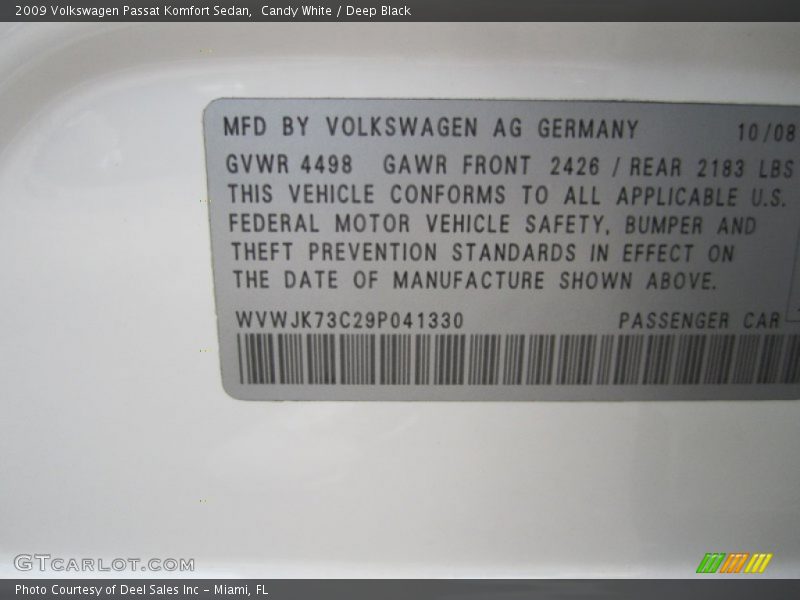 2009 Volkswagen Passat Komfort Sedan,  Candy White / Deep Black
MFD BY VOLKSWAGEN AG GERMANY 10/08
GVWR 4498 GAWR FRONT 2426 / REAR 2183 LBS
THIS VEHICLE CONFORMS TO ALL APPLICABLE U.S.
FEDERAL MOTOR VEHICLE SAFETY, BUMPER AND
THEFT PREVENTION STANDARDS IN EFFECT ON
THE DATE OF MANUFACTURE SHOWN ABOVE.
WVWJK73C29P041330 PASSENGER CAR
GTCARLOT.COM
Photo Courtesy of Deel Sales Inc - Miami, FL